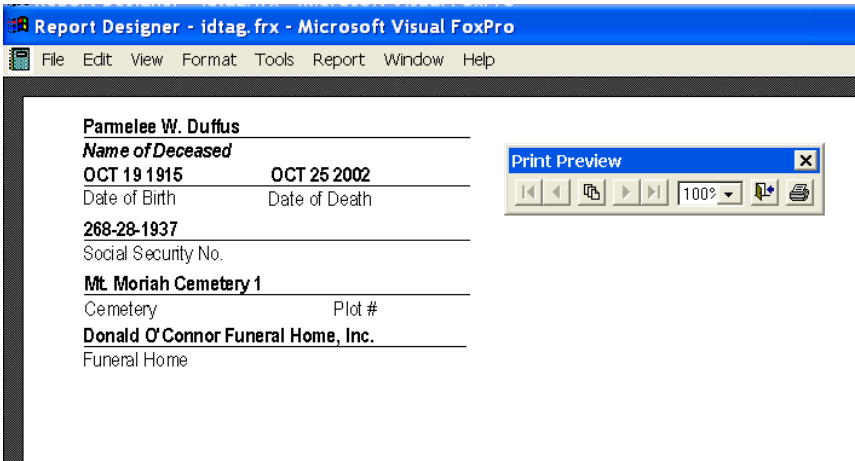 Report Designer - idtag.frx - Microsoft Visual FoxPro
File Edit View Format Tools Report Window Help
Parmelee W. Duffus
Name of Deceased
OCT 19 1915 OCT 25 2002
Date of Birth Date of Death
268-28-1937
Social Security No.
Mt. Moriah Cemetery 1
Cemetery Plot #
Donald O'Connor Funeral Home, Inc.
Funeral Home
Print Preview
100%